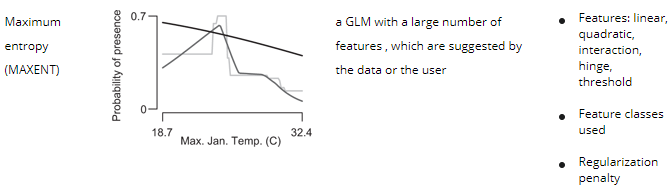 Maximum
entropy
(MAXENT)
Probability of presence
0.7
0
18.7
32.4
Max. Jan. Temp. (C)
a GLM with a large number of
features , which are suggested by
the data or the user
● Features: linear,
quadratic,
interaction,
hinge,
threshold
● Feature classes
used
● Regularization
penalty